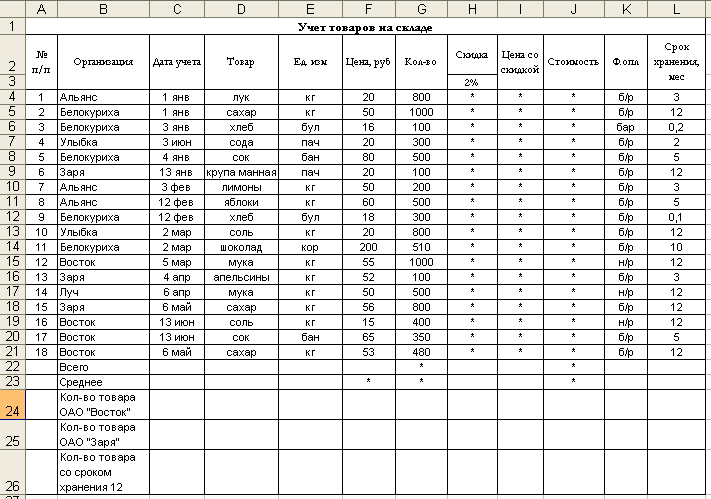 A B C D E F G H I J K L
1 Учет товаров на складе
2 № п/п Организация Дата учета Товар Ед. изм Цена, руб Кол-во Скидка Цена со скидкой Стоимость Ф.опл Срок хранения, мес
3 2%
4 1 Альянс 1 янв лук кг 20 800 * * * б/р 3
5 2 Белокуриха 1 янв сахар кг 50 1000 * * * б/р 12
6 3 Белокуриха 3 янв хлеб бул 16 100 * * * бар 0,2
7 4 Улыбка 3 июн сода пач 20 300 * * * б/р 2
8 5 Белокуриха 4 янв сок бан 80 500 * * * б/р 5
9 6 Заря 13 янв крупа манная пач 20 100 * * * б/р 12
10 7 Альянс 3 фев лимоны кг 50 200 * * * б/р 3
11 8 Альянс 12 фев яблоки кг 60 500 * * * б/р 5
12 9 Белокуриха 12 фев хлеб бул 18 300 * * * б/р 0,1
13 10 Улыбка 2 мар соль кг 20 800 * * * б/р 12
14 11 Белокуриха 2 мар шоколад кор 200 510 * * * б/р 10
15 12 Восток 5 мар мука кг 55 1000 * * * н/р 12
16 13 Заря 4 апр апельсины кг 52 100 * * * б/р 3
17 14 Луч 6 апр мука кг 50 500 * * * б/р 12
18 15 Заря 6 май сахар кг 56 800 * * * б/р 12
19 16 Восток 13 июн соль кг 15 400 * * * н/р 12
20 17 Восток 13 июн сок бан 65 350 * * * б/р 5
21 18 Восток 6 май сахар кг 53 480 * * * б/р 12
22 Всего * *
23 Среднее * * *
24 Кол-во товара
ОАО "Восток"
25 Кол-во товара
ОАО "Заря"
26 Кол-во товара
со сроком
хранения 12